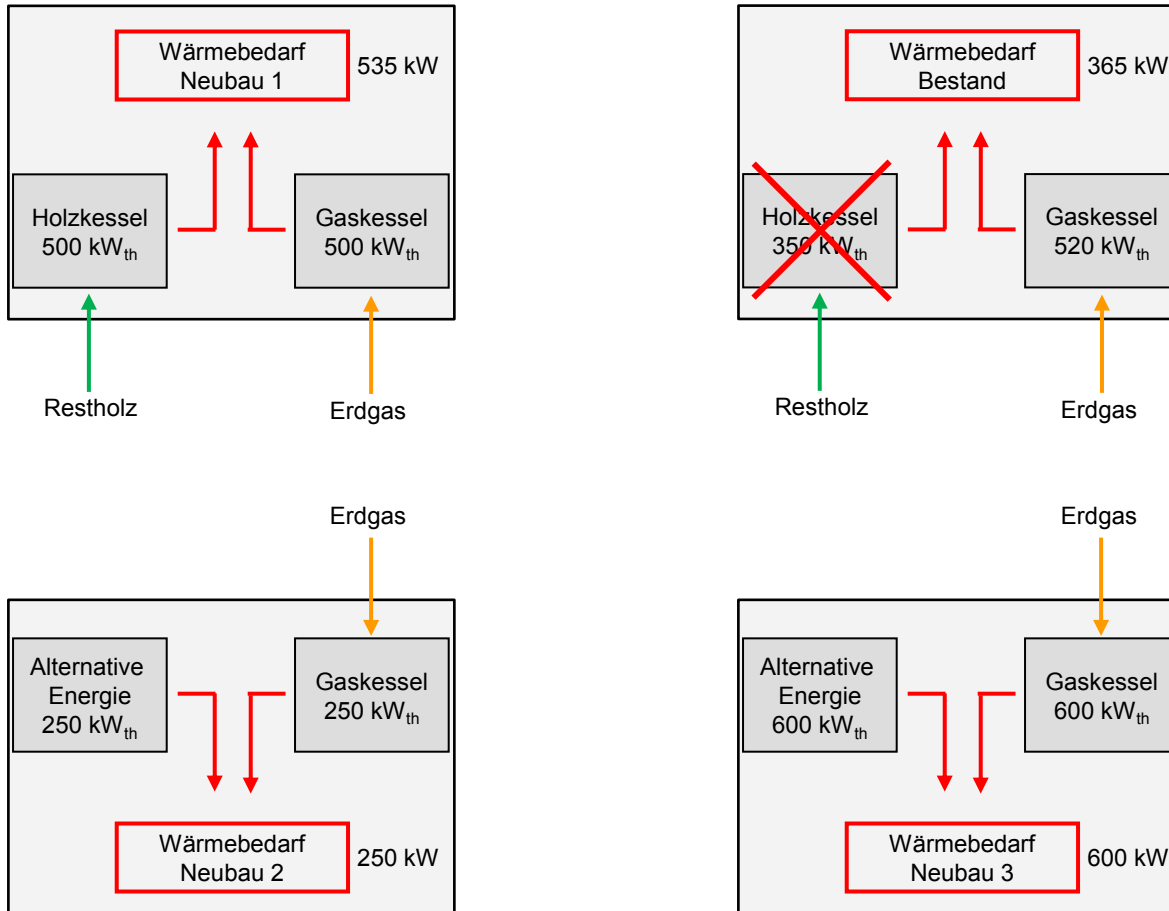 Wärmebedarf
Neubau 1
535 kW
Holzkessel
500 kWth
Gaskessel
500 kWth
Restholz
Erdgas
Wärmebedarf
Bestand
365 kW
Holzkessel
350 kWth
Gaskessel
520 kWth
Restholz
Erdgas
Erdgas
Alternative
Energie
250 kWth
Gaskessel
250 kWth
Wärmebedarf
Neubau 2
250 kW
Erdgas
Alternative
Energie
600 kWth
Gaskessel
600 kWth
Wärmebedarf
Neubau 3
600 kW